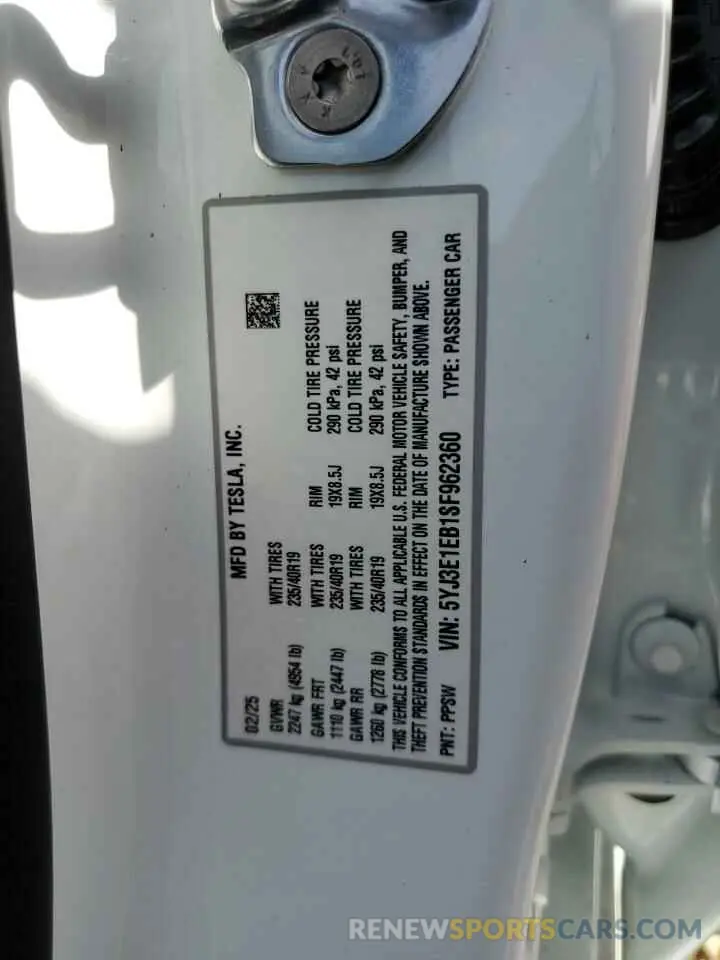 MFD BY TESLA, INC.
02/25
GVWR WITH TIRES
2247 kg (4954 lb) 235/40R19
GAWR FRT WITH TIRES RIM COLD TIRE PRESSURE
1110 kg (2447 lb) 235/40R19 19X8.5J 290 kPa, 42 psi
GAWR RR WITH TIRES RIM COLD TIRE PRESSURE
1260 kg (2778 lb) 235/40R19 19X8.5J 290 kPa, 42 psi
THIS VEHICLE CONFORMS TO ALL APPLICABLE U.S. FEDERAL MOTOR VEHICLE SAFETY, BUMPER, AND
THEFT PREVENTION STANDARDS IN EFFECT ON THE DATE OF MANUFACTURE SHOWN ABOVE.
PNT: PPSW VIN: 5YJ3E1EB1SF962360 TYPE: PASSENGER CAR
RENEWSPORTSCARS.COM